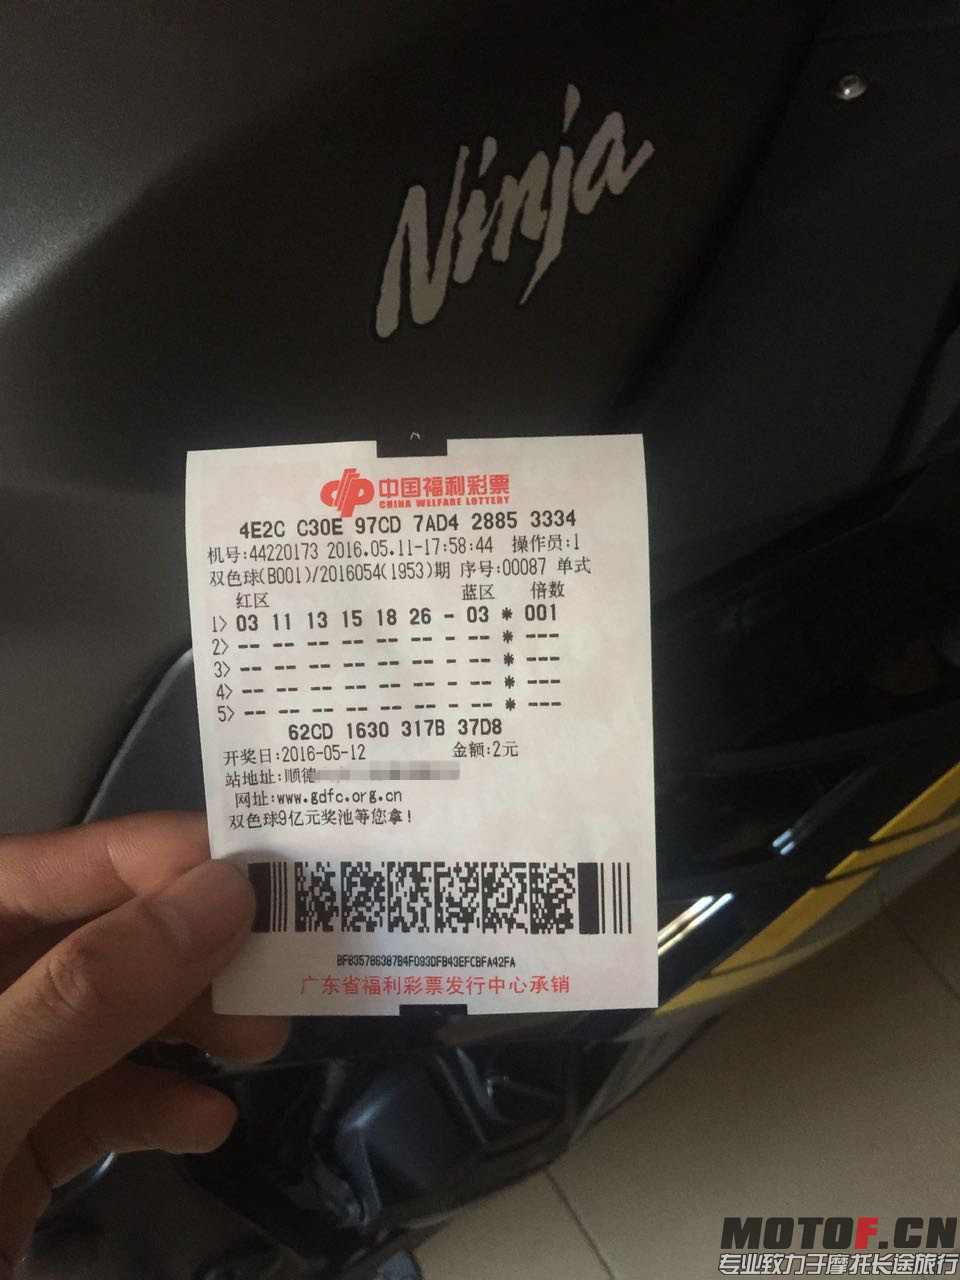 Ninja
中国福利彩票
CHINA WELFARE LOTTERY
4E2C C30E 97CD 7AD4 2885 3334
机号:44220173 2016.05.11-17:58:44 操作员:1
双色球(B001)/2016054(1953)期 序号:00087 单式
红区 蓝区 倍数
1> 03 11 13 15 18 26 - 03 * 001
2> -- -- -- -- -- -- - -- * ---
3> -- -- -- -- -- -- - -- * ---
4> -- -- -- -- -- -- - -- * ---
5> -- -- -- -- -- -- - -- * ---
62CD 1630 317B 37D8
开奖日:2016-05-12 金额:2元
站地址:顺德
网址:www.gdfc.org.cn
双色球9亿元奖池等您拿!
BF835786387B4F093DFB43EFCBFA42FA
广东省福利彩票发行中心承销
MOTOF.CN
专业致力于摩托长途旅行